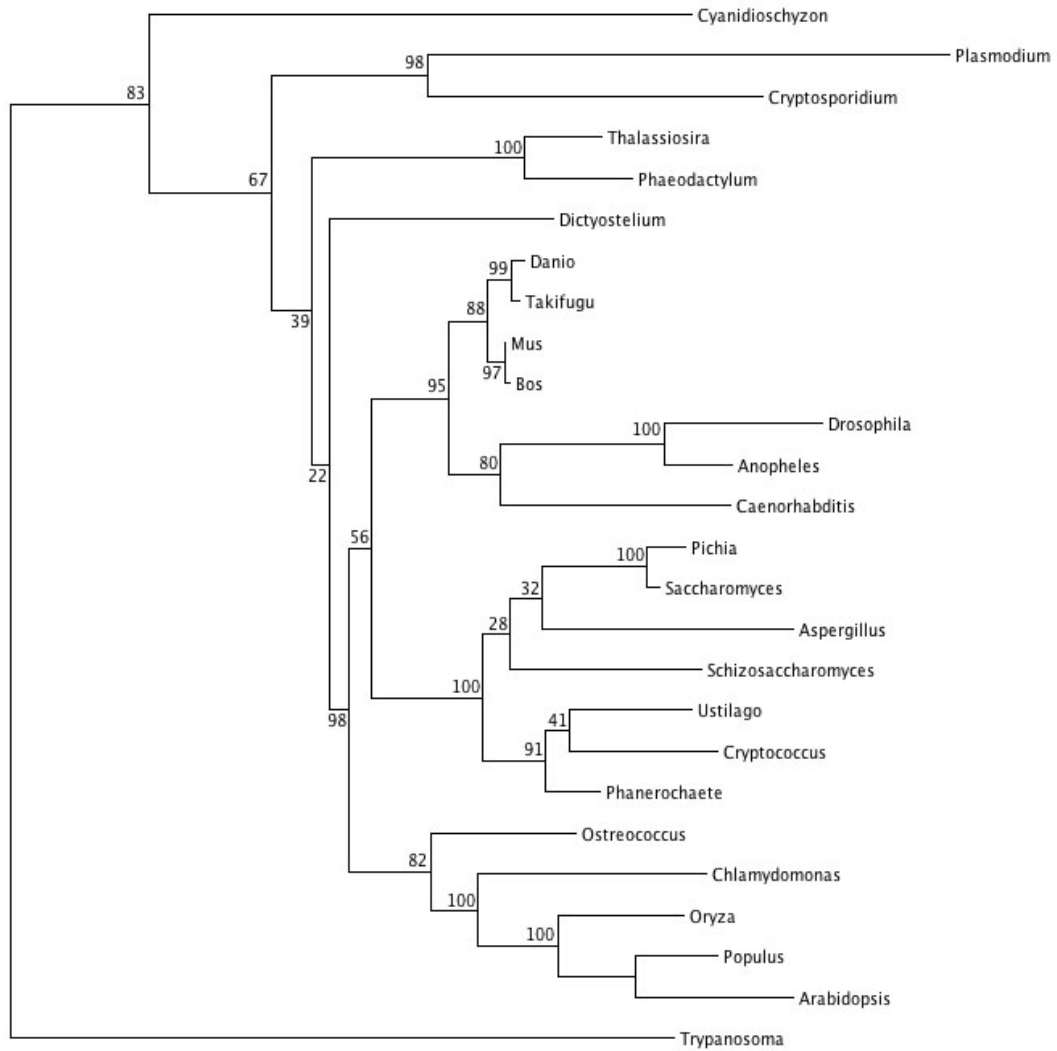 Cyanidioschyzon
Plasmodium
98
83
Cryptosporidium
Thalassiosira
100
Phaeodactylum
67
Dictyostelium
Danio
99
Takifugu
88
39
Mus
97
Bos
95
Drosophila
100
Anopheles
80
22
Caenorhabditis
56
Pichia
100
Saccharomyces
32
Aspergillus
28
Schizosaccharomyces
100
Ustilago
41
98
Cryptococcus
91
Phanerochaete
Ostreococcus
82
Chlamydomonas
100
Oryza
100
Populus
Arabidopsis
Trypanosoma